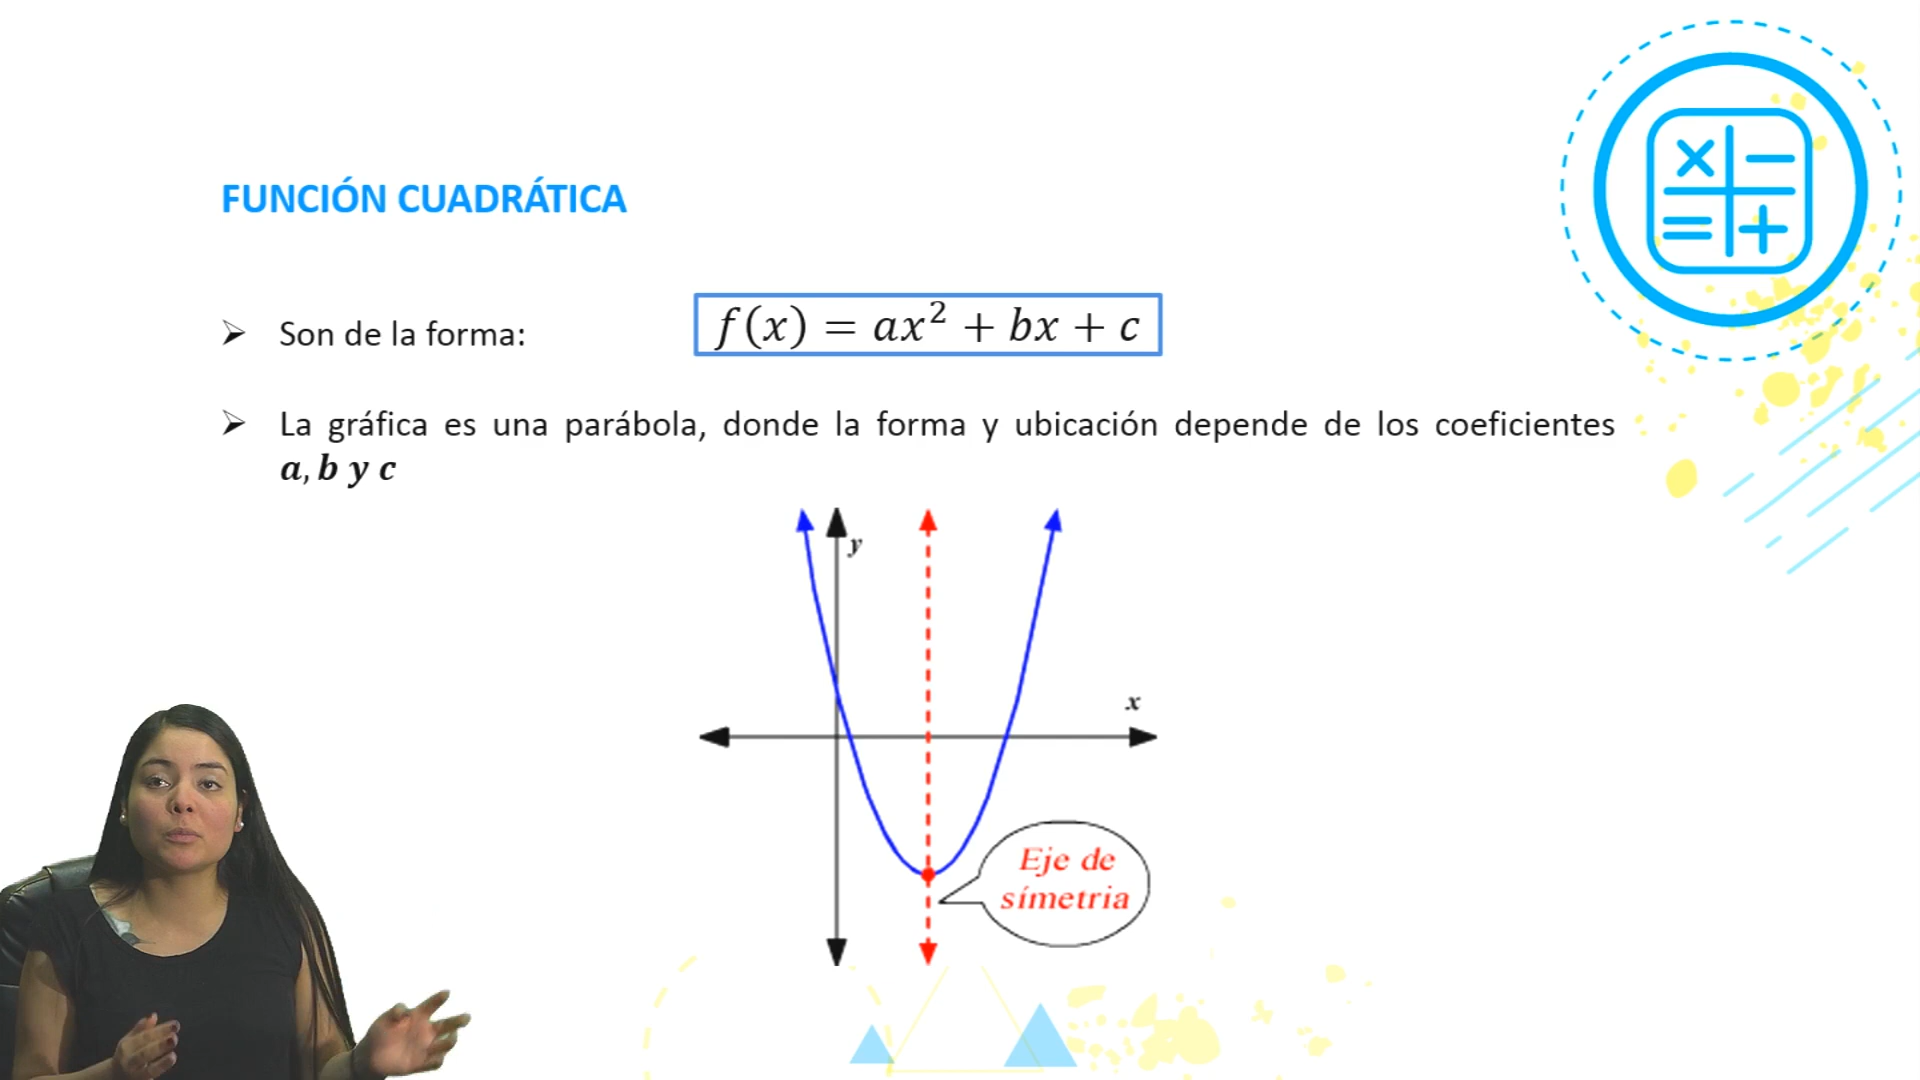 FUNCIÓN CUADRÁTICA
➢ Son de la forma: f(x) = ax² + bx + c
➢ La gráfica es una parábola, donde la forma y ubicación depende de los coeficientes
a, b y c
y
x
Eje de
símetria